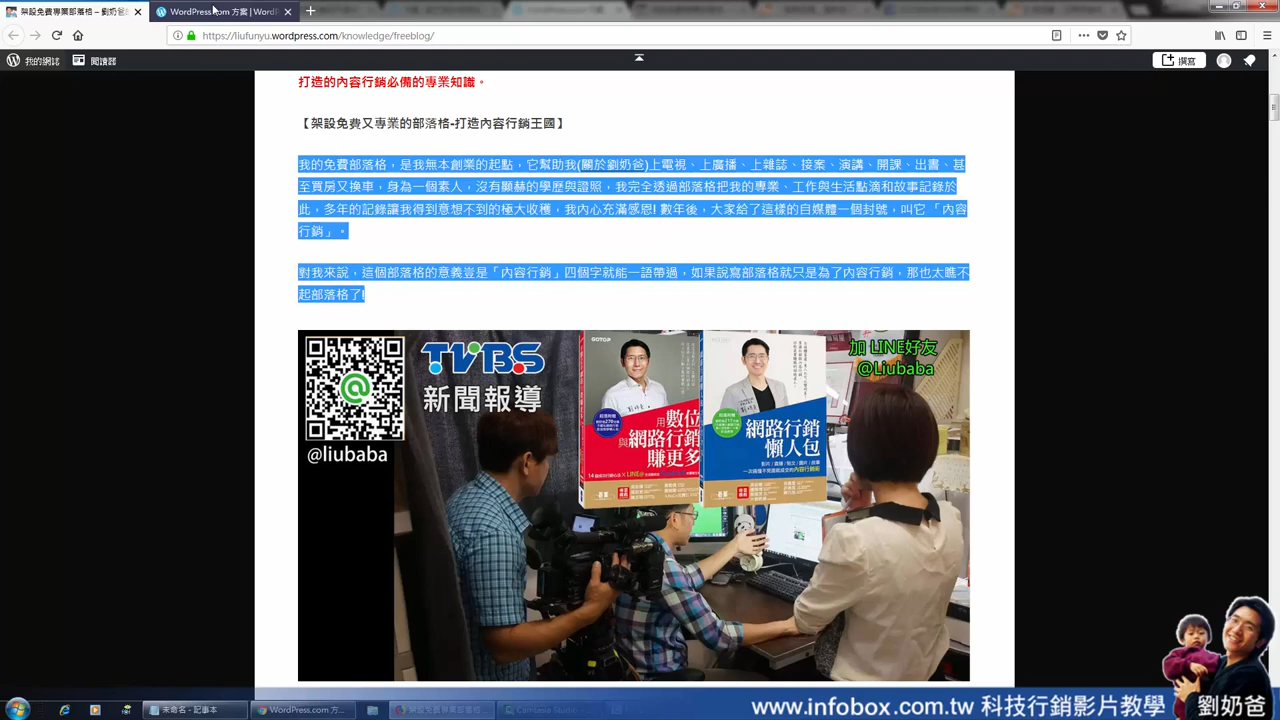 架設免費專業部落格 – 劉奶爸
WordPress.com 方案 | WordP
https://liufunyu.wordpress.com/knowledge/freeblog/
我的網誌
閱讀器
撰寫
打造的內容行銷必備的專業知識。
【架設免費又專業的部落格-打造內容行銷王國】
我的免費部落格，是我無本創業的起點，它幫助我(關於劉奶爸)上電視、上廣播、上雜誌、接案、演講、開課、出書、甚
至買房又換車，身為一個素人，沒有顯赫的學歷與證照，我完全透過部落格把我的專業、工作與生活點滴和故事記錄於
此，多年的記錄讓我得到意想不到的極大收穫，我內心充滿感恩! 數年後，大家給了這樣的自媒體一個封號，叫它 「內容
行銷」。
對我來說，這個部落格的意義豈是「內容行銷」四個字就能一語帶過，如果說寫部落格就只是為了內容行銷，那也太瞧不
起部落格了!
TVBS
新聞報導
@liubaba
GOTOP
用數位
與網路行銷
賺更多
網路行銷
懶人包
加 LINE好友
@Liubaba
未命名 - 記事本
WordPress.com 方...
架設免費專業部落格...
Camtasia Studio...
www.infobox.com.tw 科技行銷影片教學
劉奶爸